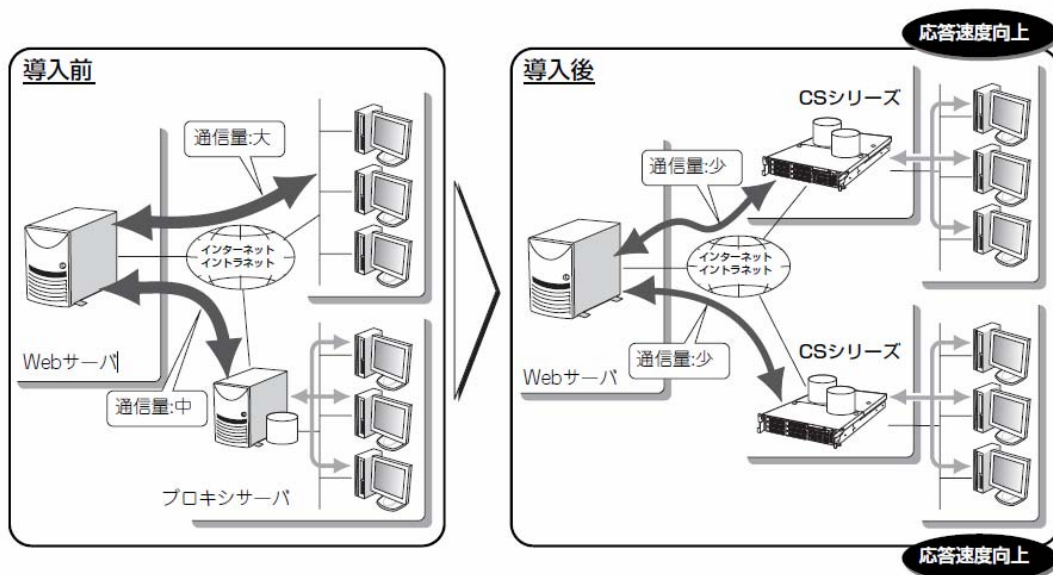 応答速度向上
導入前
通信量:大
インターネット
イントラネット
Webサーバ
通信量:中
プロキシサーバ
導入後
CSシリーズ
通信量:少
インターネット
イントラネット
Webサーバ
通信量:少
CSシリーズ
応答速度向上